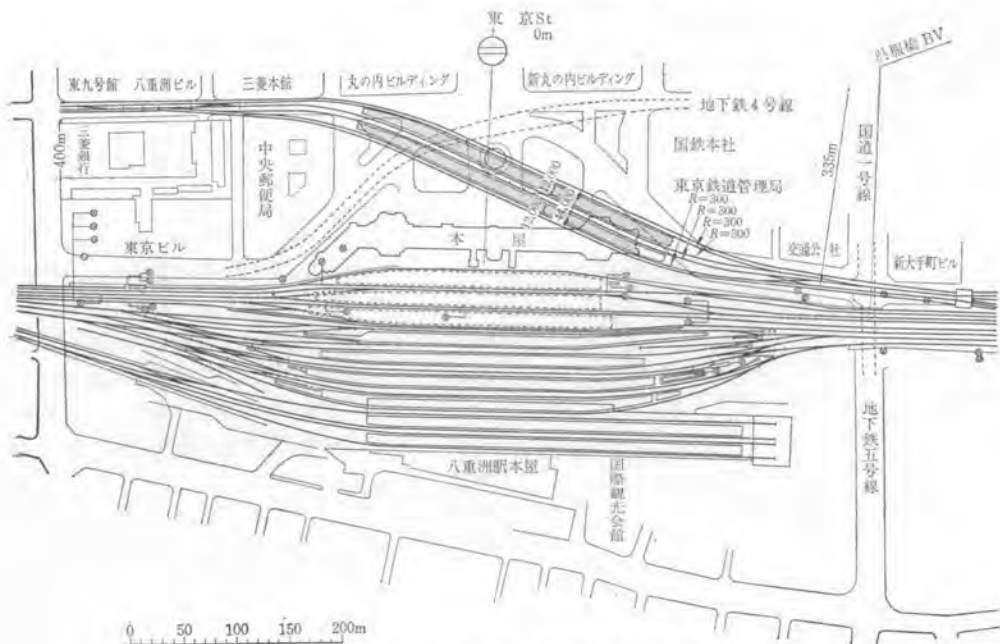 東 京St
0m
呉服橋BV
東九号館 八重洲ビル
三菱本館
丸の内ビルディング
新丸の内ビルディング
地下鉄4号線
国鉄本社
335m
国道一号線
400m
三菱銀行
中央郵便局
12,000
12,000
東京鉄道管理局
R=300
R=300
R=300
R=300
東京ビル
本 屋
交通公社
新大手町ビル
八重洲駅本屋
国際観光会館
地下鉄五号線
0 50 100 150 200m